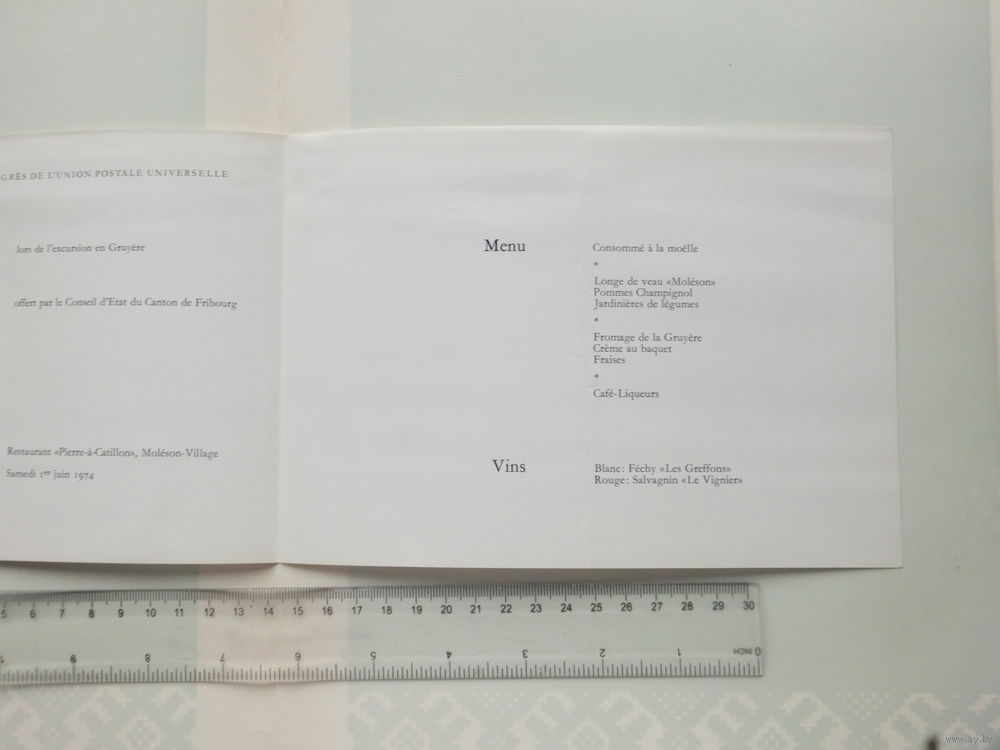 GRÈS DE L'UNION POSTALE UNIVERSELLE
lors de l'excursion en Gruyère
offert par le Conseil d'Etat du Canton de Fribourg
Restaurant «Pierre-à-Catillon», Moléson-Village
Samedi 1er juin 1974
Menu
Consommé à la moëlle
*
Longe de veau «Moléson»
Pommes Champignol
Jardinières de légumes
*
Fromage de la Gruyère
Crème au baquet
Fraises
*
Café-Liqueurs
Vins
Blanc: Féchy «Les Greffons»
Rouge: Salvagnin «Le Vignier»
5 6 7 8 9 10 11 12 13 14 15 16 17 18 19 20 21 22 23 24 25 26 27 28 29 30
9 8 7 6 5 4 3 2 1 0 INCH
www.ay.by